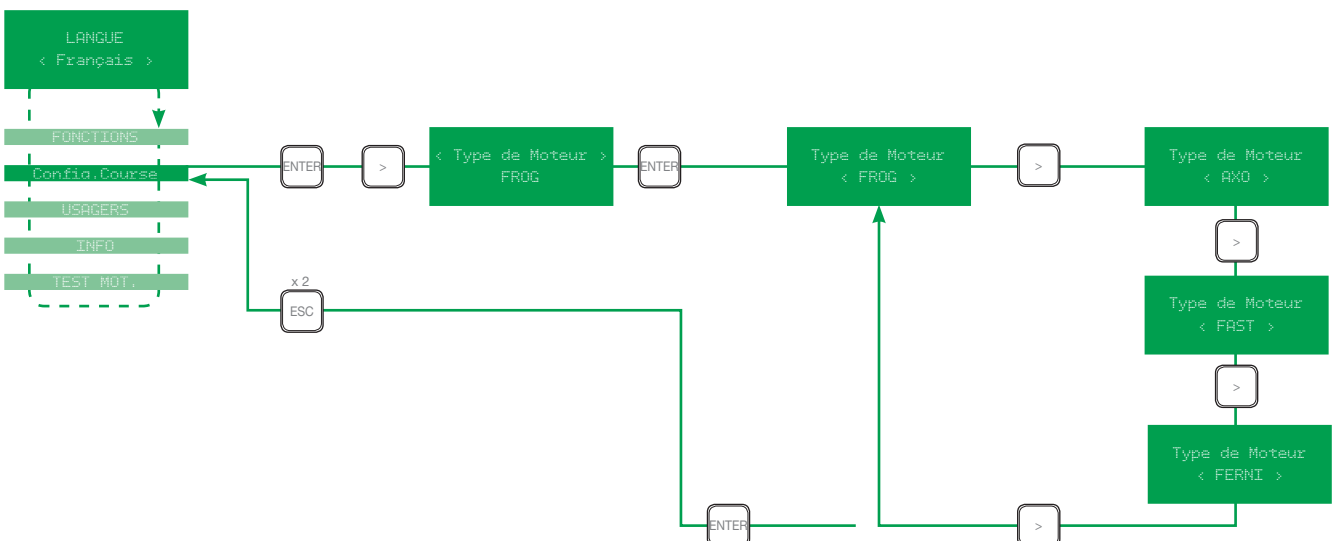 LANGUE
< Français >
FONCTIONS
Config.Course
USAGERS
INFO
TEST MOT.
ENTER
>
< Type de Moteur >
FROG
ENTER
Type de Moteur
< FROG >
>
Type de Moteur
< AXO >
>
Type de Moteur
< FAST >
>
Type de Moteur
< FERNI >
>
ENTER
x 2
ESC